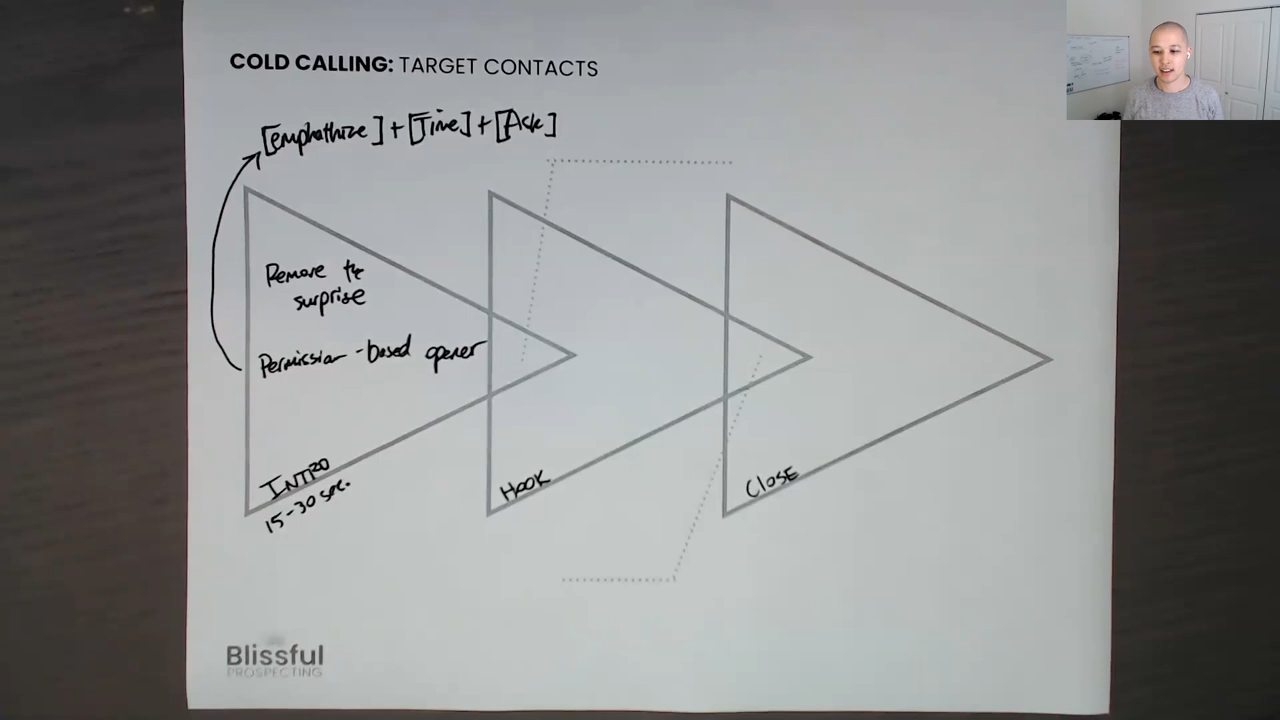 COLD CALLING: TARGET CONTACTS
[emphathize] + [Time] + [Ask]
Remove the
surprise
Permission-based opener
INTRO
15-30 sec.
HOOK
CLOSE
Blissful
PROSPECTING